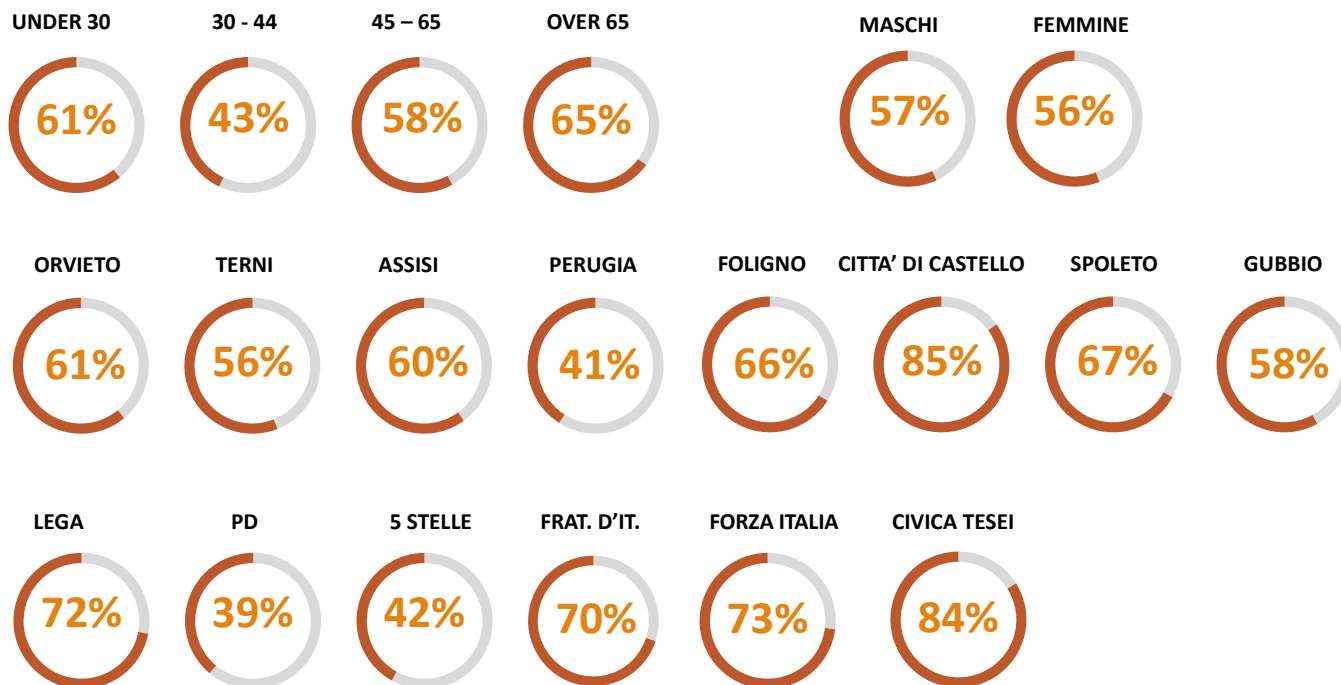 UNDER 30 30 - 44 45 – 65 OVER 65 MASCHI FEMMINE
61% 43% 58% 65% 57% 56%
ORVIETO TERNI ASSISI PERUGIA FOLIGNO CITTA’ DI CASTELLO SPOLETO GUBBIO
61% 56% 60% 41% 66% 85% 67% 58%
LEGA PD 5 STELLE FRAT. D’IT. FORZA ITALIA CIVICA TESEI
72% 39% 42% 70% 73% 84%